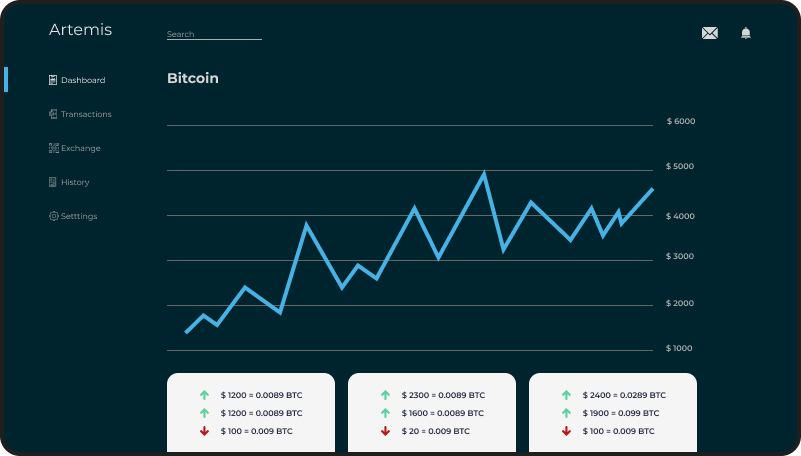 Artemis
Search
Dashboard
Transactions
Exchange
History
Setttings
Bitcoin
$ 6000
$ 5000
$ 4000
$ 3000
$ 2000
$ 1000
$ 1200 = 0.0089 BTC
$ 1200 = 0.0089 BTC
$ 100 = 0.009 BTC
$ 2300 = 0.0089 BTC
$ 1600 = 0.0089 BTC
$ 20 = 0.009 BTC
$ 2400 = 0.0289 BTC
$ 1900 = 0.099 BTC
$ 100 = 0.009 BTC